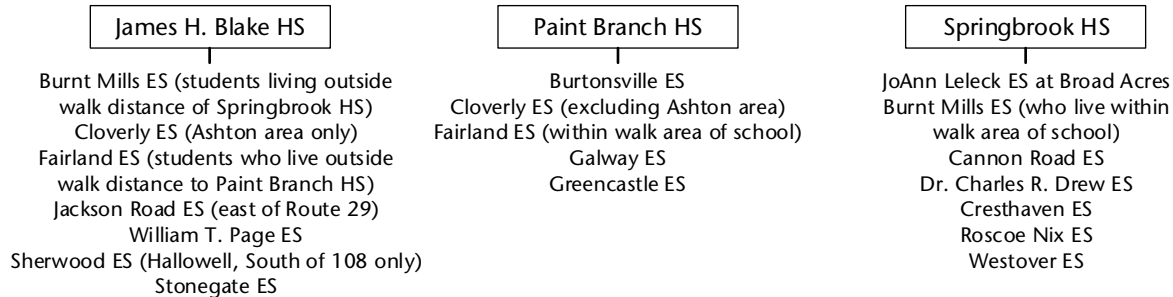 James H. Blake HS
Burnt Mills ES (students living outside
walk distance of Springbrook HS)
Cloverly ES (Ashton area only)
Fairland ES (students who live outside
walk distance to Paint Branch HS)
Jackson Road ES (east of Route 29)
William T. Page ES
Sherwood ES (Hallowell, South of 108 only)
Stonegate ES
Paint Branch HS
Burtonsville ES
Cloverly ES (excluding Ashton area)
Fairland ES (within walk area of school)
Galway ES
Greencastle ES
Springbrook HS
JoAnn Leleck ES at Broad Acres
Burnt Mills ES (who live within
walk area of school)
Cannon Road ES
Dr. Charles R. Drew ES
Cresthaven ES
Roscoe Nix ES
Westover ES